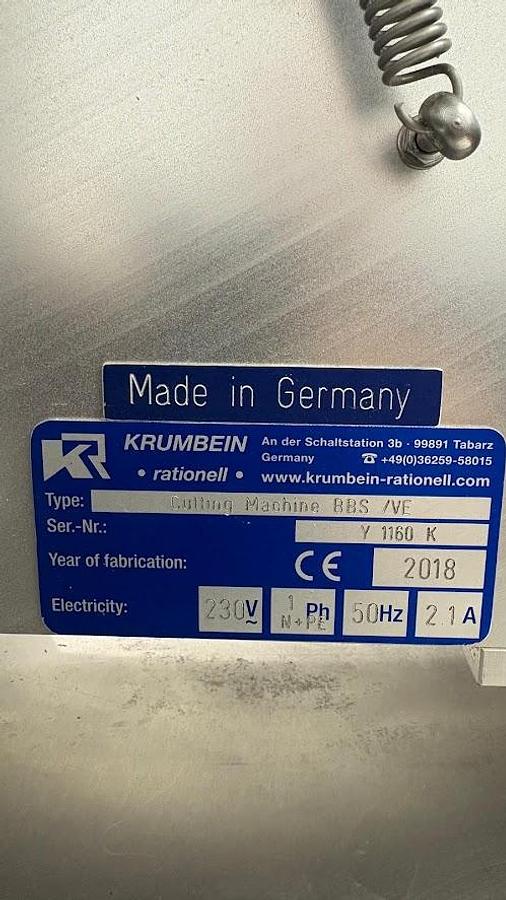 Made in Germany
KR KRUMBEIN An der Schaltstation 3b · 99891 Tabarz
Germany ☎ +49(0)36259-58015
• rationell • www.krumbein-rationell.com
Type: Cutting Machine BBS /VE
Ser.-Nr.: Y 1160 K
Year of fabrication: CE 2018
Electricity: 230V~ 1 Ph N+PE 50Hz 2.1A